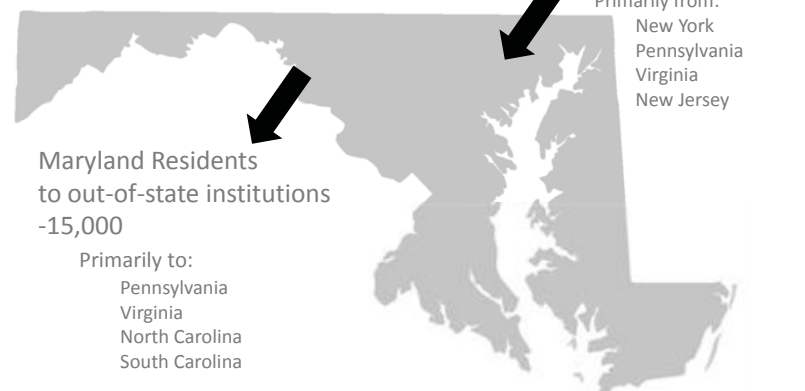 Primarily from:
New York
Pennsylvania
Virginia
New Jersey
Maryland Residents
to out-of-state institutions
-15,000
Primarily to:
Pennsylvania
Virginia
North Carolina
South Carolina